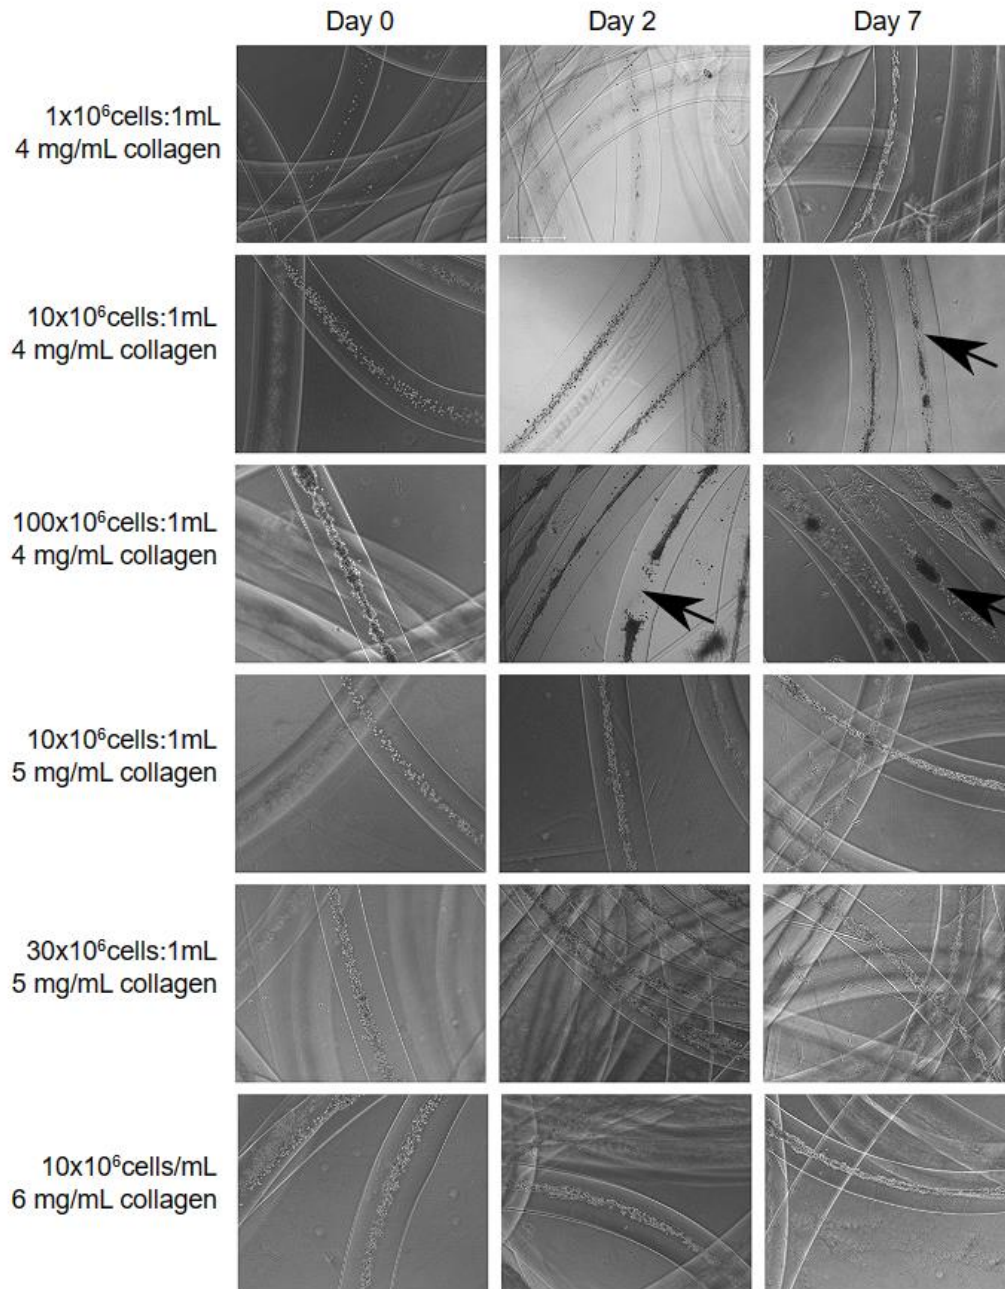 Day 0 Day 2 Day 7
1x10⁶cells:1mL
4 mg/mL collagen
10x10⁶cells:1mL
4 mg/mL collagen
100x10⁶cells:1mL
4 mg/mL collagen
10x10⁶cells:1mL
5 mg/mL collagen
30x10⁶cells:1mL
5 mg/mL collagen
10x10⁶cells/mL
6 mg/mL collagen